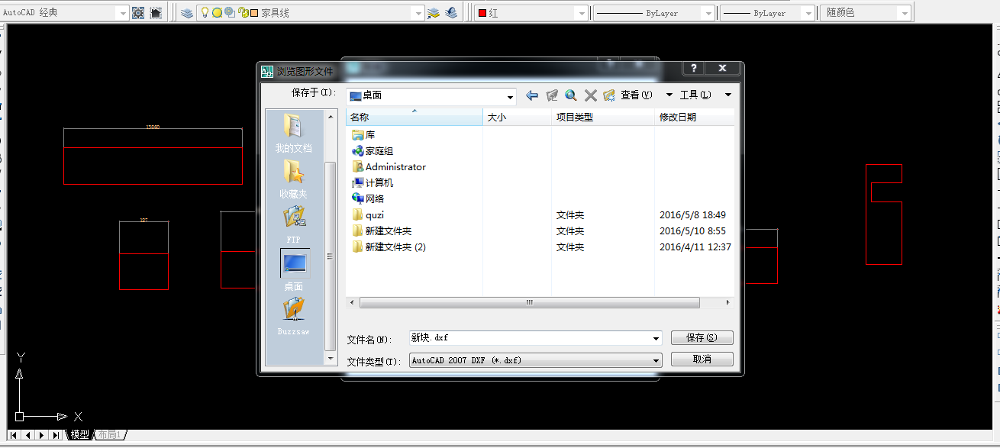 AutoCAD 经典
家具线
红
ByLayer
ByLayer
随颜色
浏览图形文件
?
X
保存于(I):
桌面
查看(V)
工具(L)
名称
大小
项目类型
修改日期
我的文档
收藏夹
FTP
桌面
Buzzsaw
库
家庭组
Administrator
计算机
网络
quzi
文件夹
2016/5/8 18:49
新建文件夹
文件夹
2016/5/10 8:55
新建文件夹 (2)
文件夹
2016/4/11 12:37
文件名(N):
新块.dxf
保存(S)
文件类型(T):
AutoCAD 2007 DXF (*.dxf)
取消
13860
127
Y
X
模型
布局1